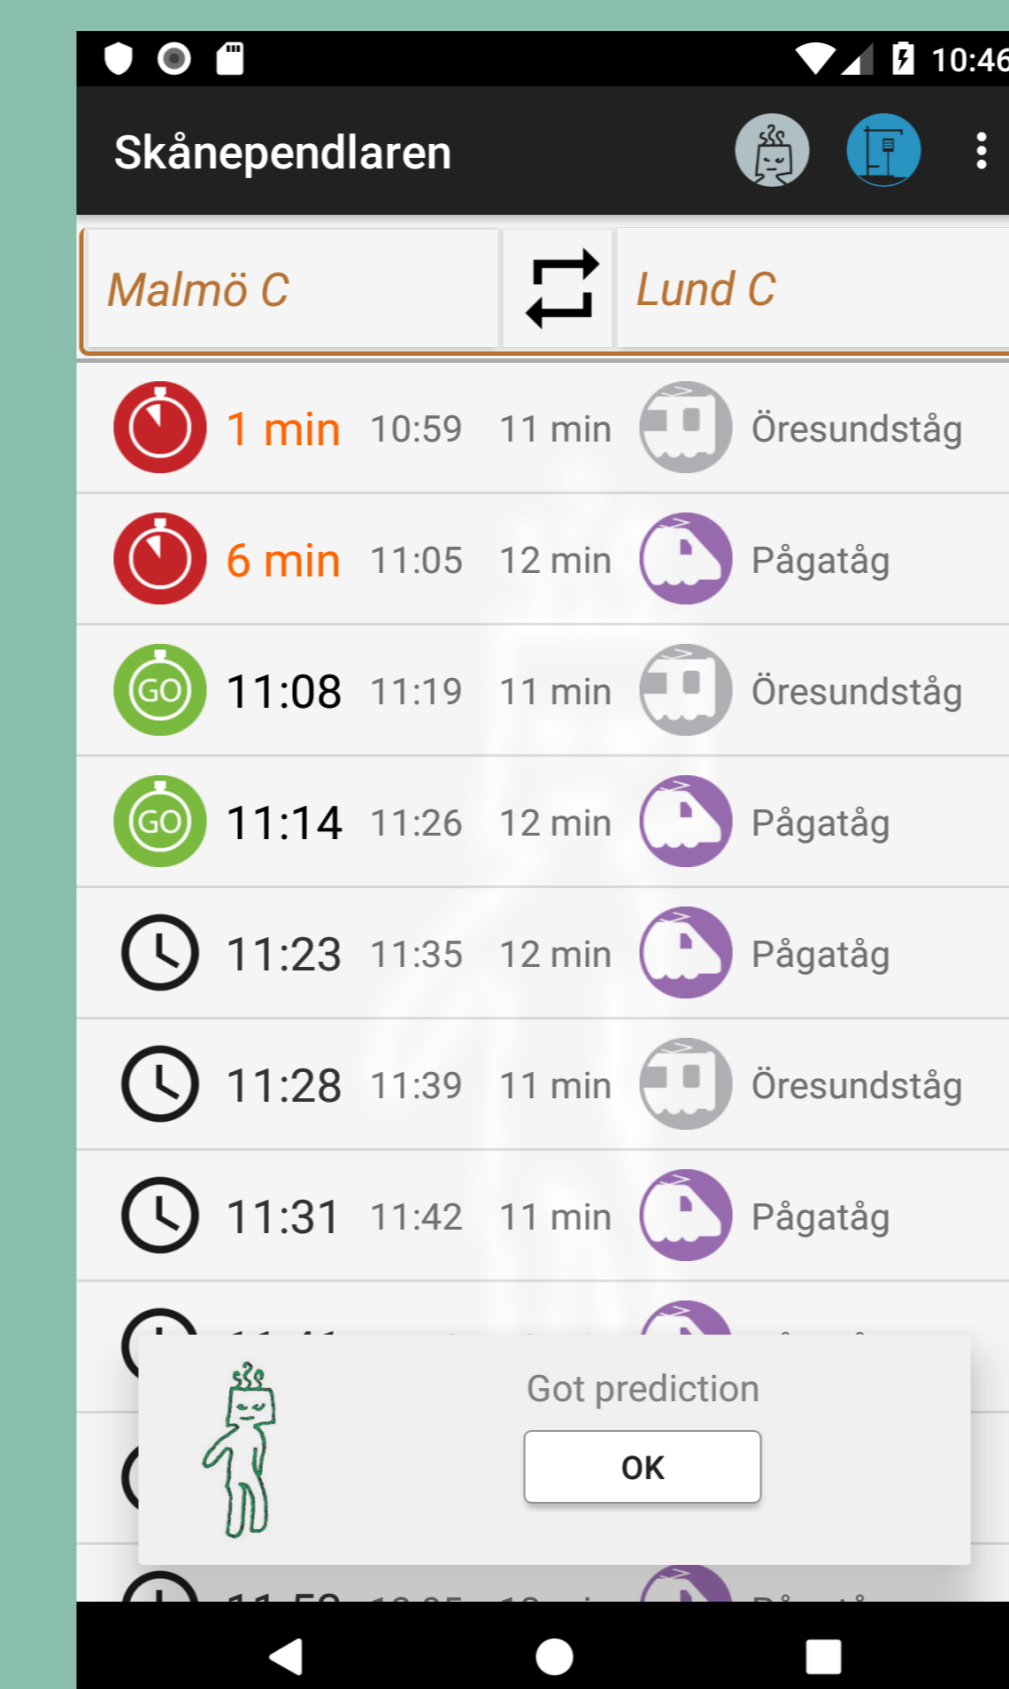 10:46
Skånependlaren
Malmö C Lund C
1 min 10:59 11 min Öresundståg
6 min 11:05 12 min Pågatåg
GO 11:08 11:19 11 min Öresundståg
GO 11:14 11:26 12 min Pågatåg
11:23 11:35 12 min Pågatåg
11:28 11:39 11 min Öresundståg
11:31 11:42 11 min Pågatåg
Got prediction
OK